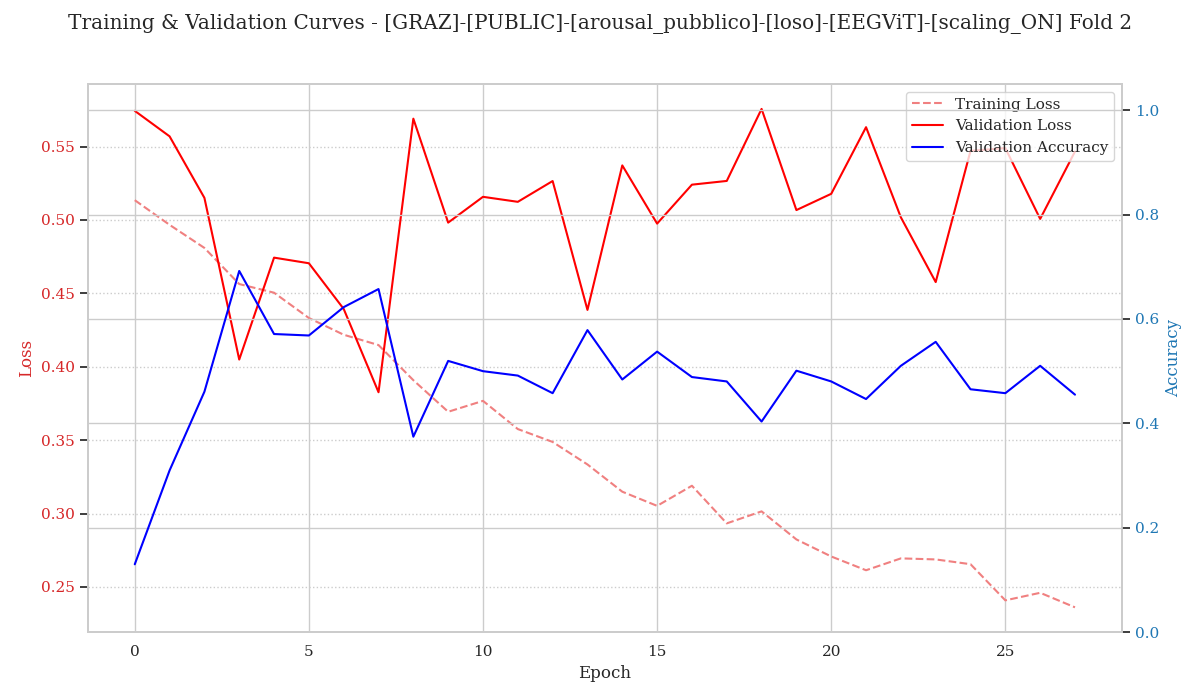 Training & Validation Curves - [GRAZ]-[PUBLIC]-[arousal_pubblico]-[loso]-[EEGViT]-[scaling_ON] Fold 2
Training Loss
Validation Loss
Validation Accuracy
Loss
0.55
0.50
0.45
0.40
0.35
0.30
0.25
1.0
0.8
0.6
0.4
0.2
0.0
Accuracy
0 5 10 15 20 25
Epoch